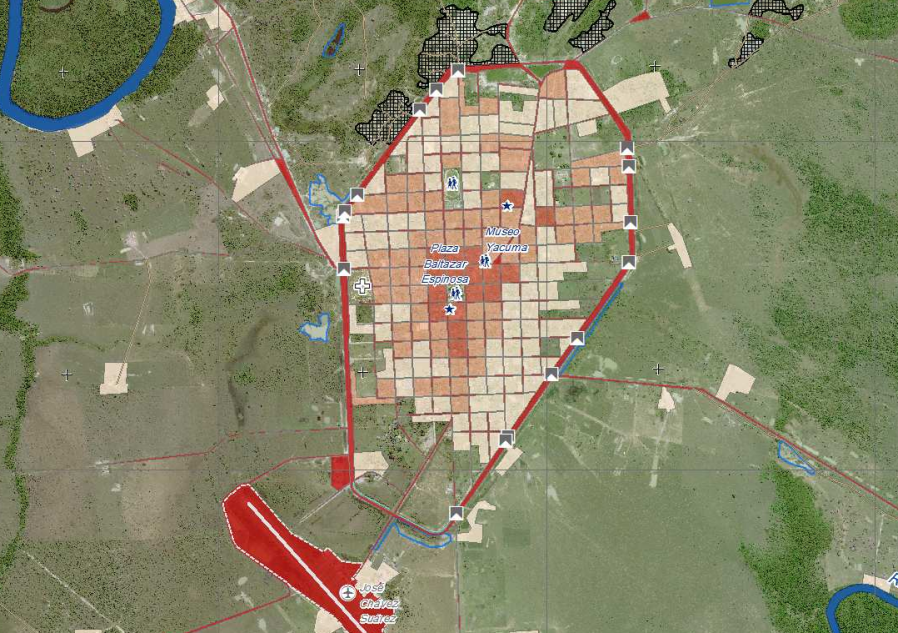 Museo
Yacuma
Plaza
Baltazar
Espinosa
José
Chávez
Suárez